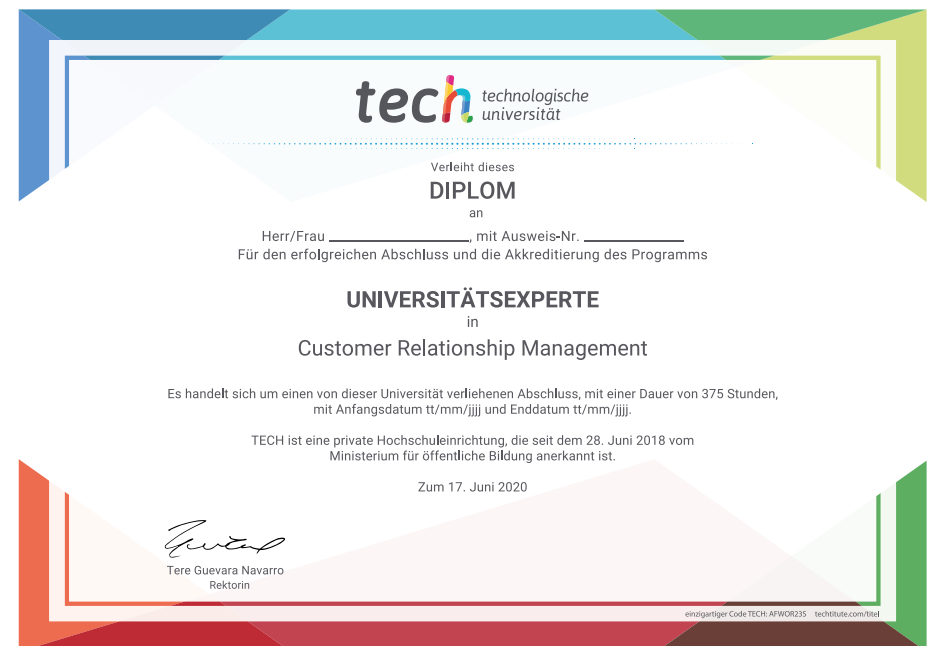 tech technologische
universität
Verleiht dieses
DIPLOM
an
Herr/Frau ____________________, mit Ausweis-Nr. ______________
Für den erfolgreichen Abschluss und die Akkreditierung des Programms
UNIVERSITÄTSEXPERTE
in
Customer Relationship Management
Es handelt sich um einen von dieser Universität verliehenen Abschluss, mit einer Dauer von 375 Stunden,
mit Anfangsdatum tt/mm/jjjj und Enddatum tt/mm/jjjj.
TECH ist eine private Hochschuleinrichtung, die seit dem 28. Juni 2018 vom
Ministerium für öffentliche Bildung anerkannt ist.
Zum 17. Juni 2020
Tere Guevara Navarro
Rektorin
einzigartiger Code TECH: AFWOR23S techtitute.com/titel